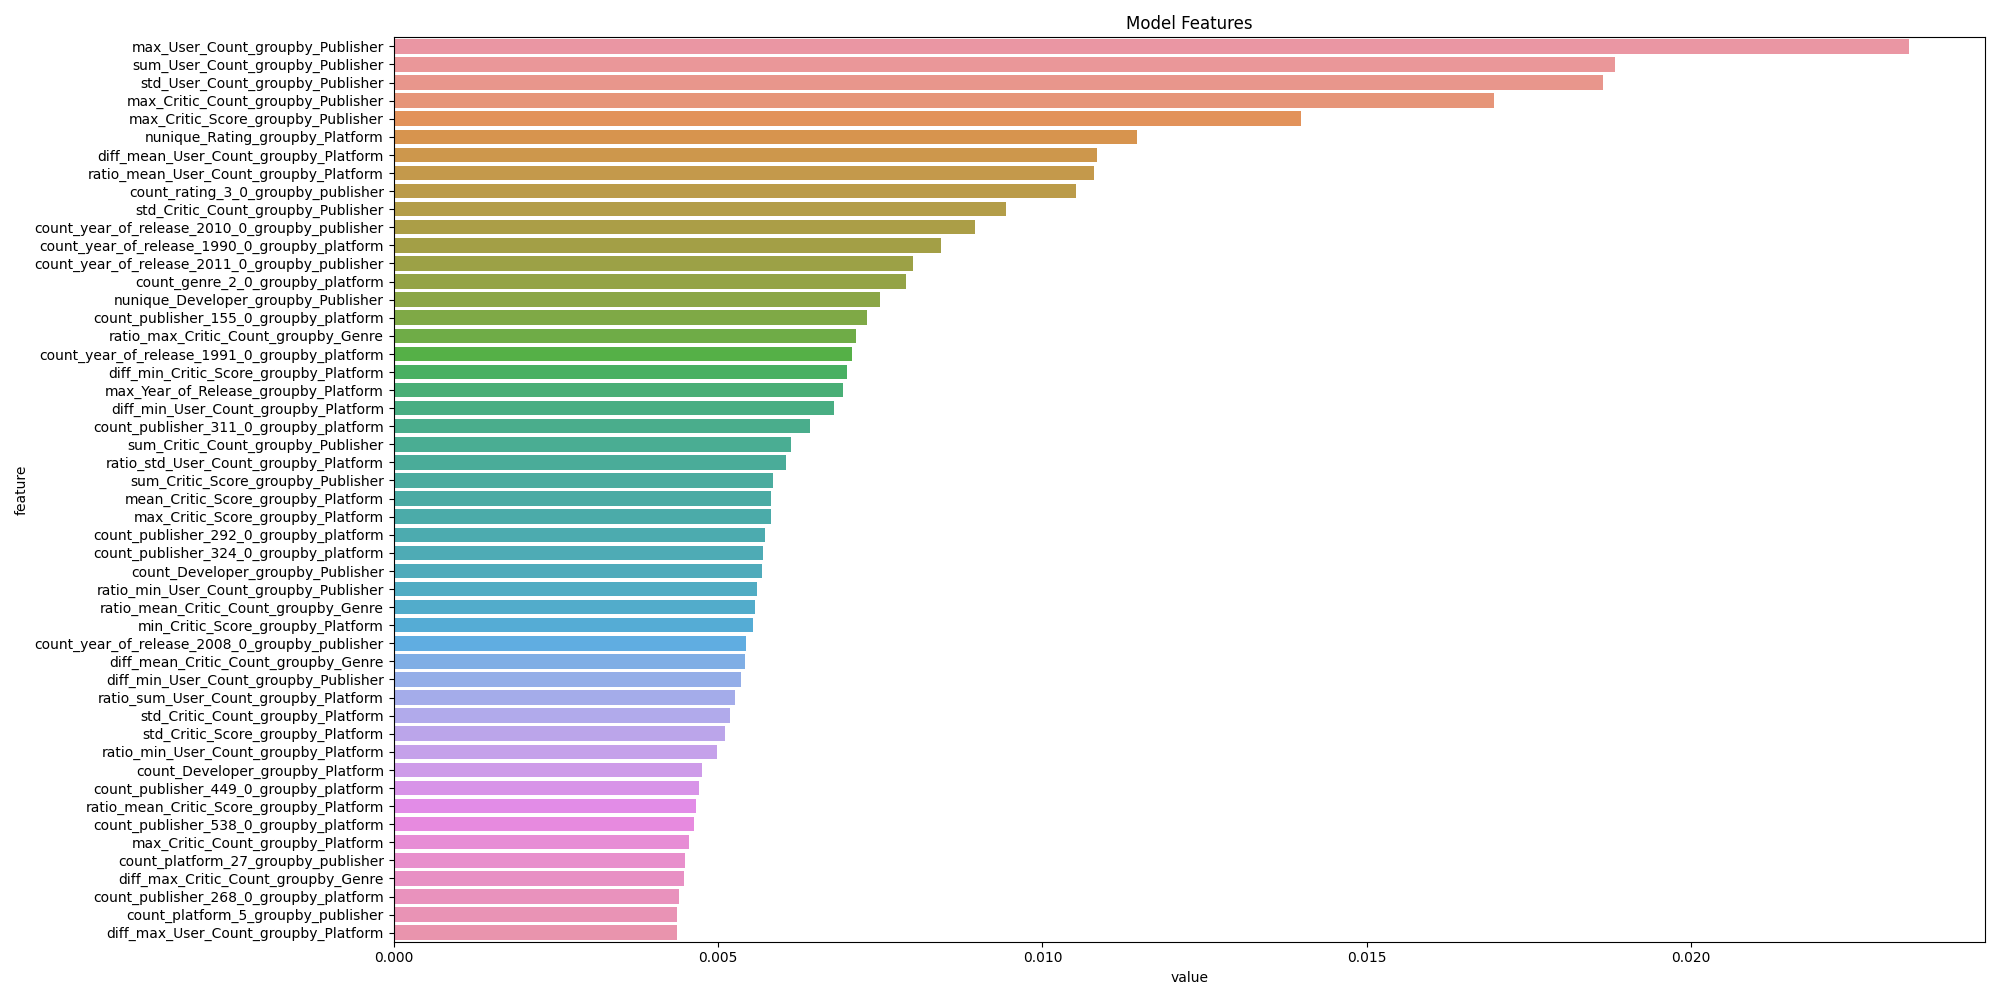 Model Features
max_User_Count_groupby_Publisher
sum_User_Count_groupby_Publisher
std_User_Count_groupby_Publisher
max_Critic_Count_groupby_Publisher
max_Critic_Score_groupby_Publisher
nunique_Rating_groupby_Platform
diff_mean_User_Count_groupby_Platform
ratio_mean_User_Count_groupby_Platform
count_rating_3_0_groupby_publisher
std_Critic_Count_groupby_Publisher
count_year_of_release_2010_0_groupby_publisher
count_year_of_release_1990_0_groupby_platform
count_year_of_release_2011_0_groupby_publisher
count_genre_2_0_groupby_platform
nunique_Developer_groupby_Publisher
count_publisher_155_0_groupby_platform
ratio_max_Critic_Count_groupby_Genre
count_year_of_release_1991_0_groupby_platform
diff_min_Critic_Score_groupby_Platform
max_Year_of_Release_groupby_Platform
diff_min_User_Count_groupby_Platform
count_publisher_311_0_groupby_platform
sum_Critic_Count_groupby_Publisher
ratio_std_User_Count_groupby_Platform
sum_Critic_Score_groupby_Publisher
mean_Critic_Score_groupby_Platform
max_Critic_Score_groupby_Platform
count_publisher_292_0_groupby_platform
count_publisher_324_0_groupby_platform
count_Developer_groupby_Publisher
ratio_min_User_Count_groupby_Publisher
ratio_mean_Critic_Count_groupby_Genre
min_Critic_Score_groupby_Platform
count_year_of_release_2008_0_groupby_publisher
diff_mean_Critic_Count_groupby_Genre
diff_min_User_Count_groupby_Publisher
ratio_sum_User_Count_groupby_Platform
std_Critic_Count_groupby_Platform
std_Critic_Score_groupby_Platform
ratio_min_User_Count_groupby_Platform
count_Developer_groupby_Platform
count_publisher_449_0_groupby_platform
ratio_mean_Critic_Score_groupby_Platform
count_publisher_538_0_groupby_platform
max_Critic_Count_groupby_Platform
count_platform_27_groupby_publisher
diff_max_Critic_Count_groupby_Genre
count_publisher_268_0_groupby_platform
count_platform_5_groupby_publisher
diff_max_User_Count_groupby_Platform
feature
0.000 0.005 0.010 0.015 0.020
value